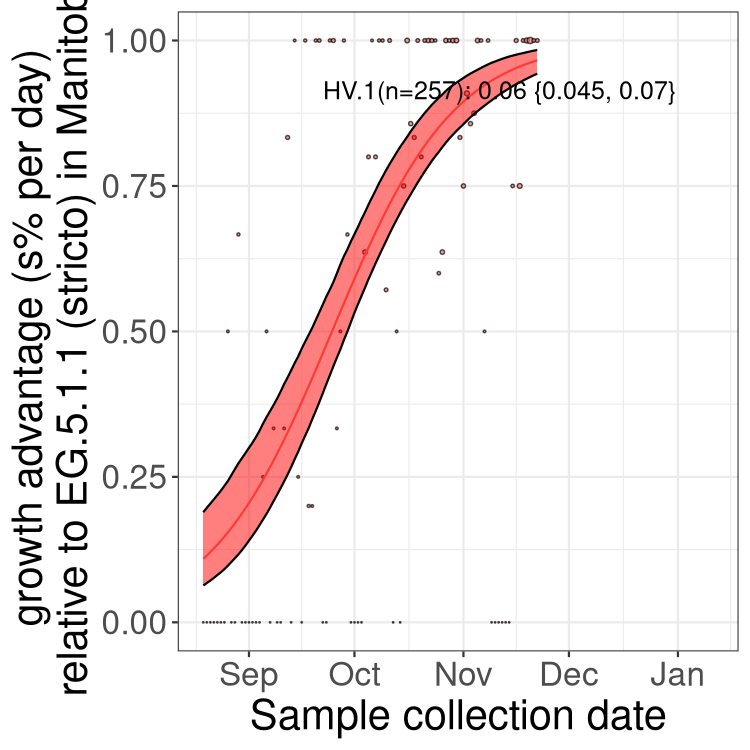 growth advantage (s% per day)
relative to EG.5.1.1 (stricto) in Manitob
1.00
0.75
0.50
0.25
0.00
HV.1(n=257): 0.06 {0.045, 0.07}
Sep Oct Nov Dec Jan
Sample collection date